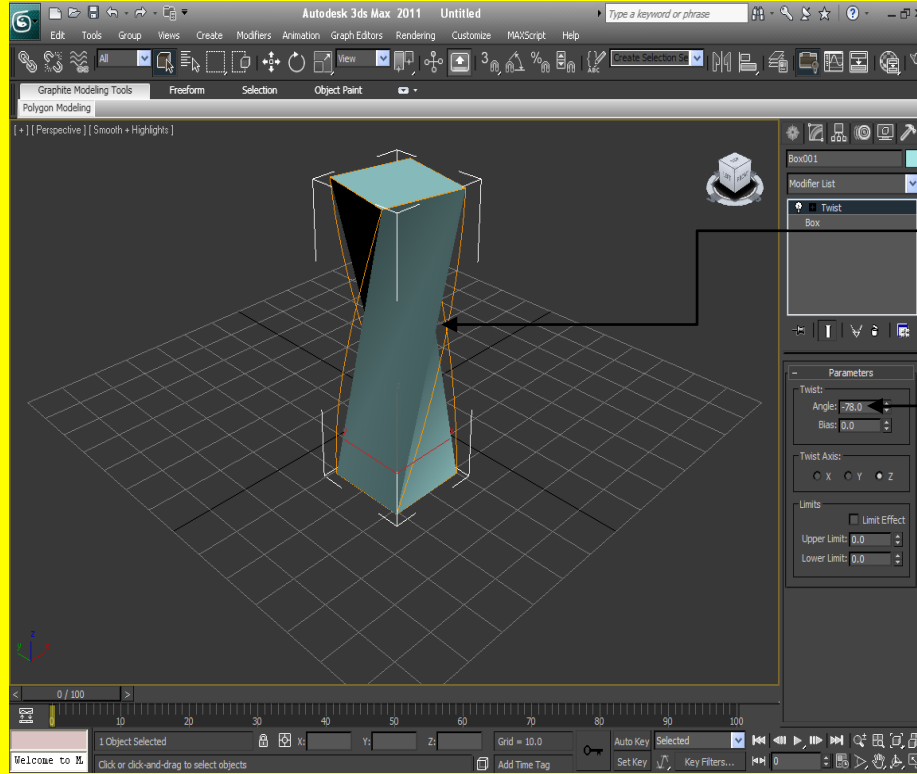 Autodesk 3ds Max 2011 Untitled
Type a keyword or phrase
Edit Tools Group Views Create Modifiers Animation Graph Editors Rendering Customize MAXScript Help
All View 3 Create Selection Se
Graphite Modeling Tools Freeform Selection Object Paint
Polygon Modeling
[ + ] [ Perspective ] [ Smooth + Highlights ]
TOP
LEFT FRONT
Box001
Modifier List
Twist
Box
Parameters
Twist:
Angle: -78.0
Bias: 0.0
Twist Axis:
X Y Z
Limits
Limit Effect
Upper Limit: 0.0
Lower Limit: 0.0
z
y x
< 0 / 100 >
0 10 20 30 40 50 60 70 80 90 100
1 Object Selected X: Y: Z: Grid = 10.0 Auto Key Selected
Welcome to M. Click or click-and-drag to select objects Add Time Tag Set Key Key Filters... 0